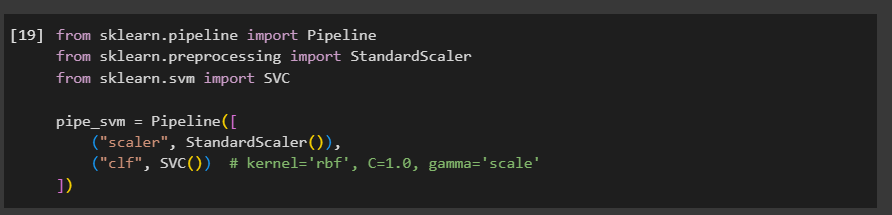 [19] from sklearn.pipeline import Pipeline
from sklearn.preprocessing import StandardScaler
from sklearn.svm import SVC

pipe_svm = Pipeline([
    ("scaler", StandardScaler()),
    ("clf", SVC())  # kernel='rbf', C=1.0, gamma='scale'
])